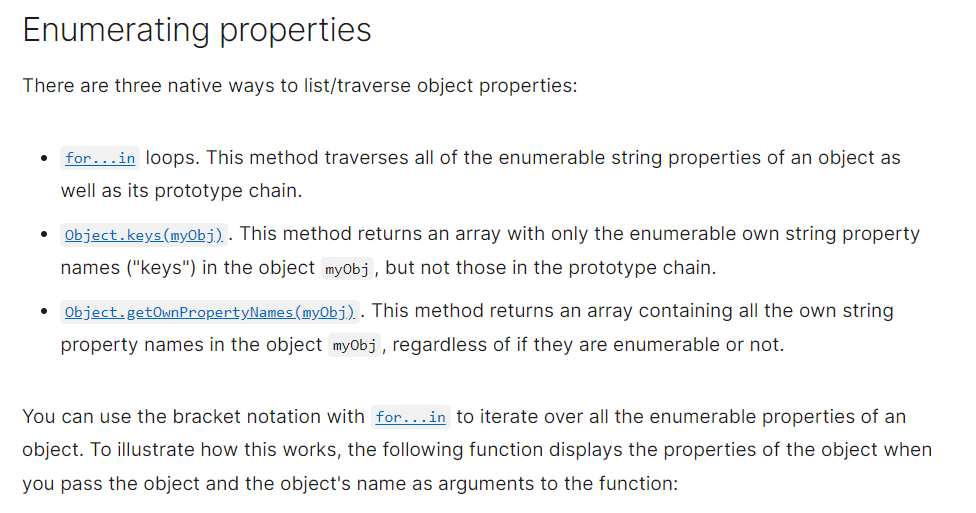 Enumerating properties
There are three native ways to list/traverse object properties:
• for...in loops. This method traverses all of the enumerable string properties of an object as
well as its prototype chain.
• Object.keys(myObj). This method returns an array with only the enumerable own string property
names ("keys") in the object myObj, but not those in the prototype chain.
• Object.getOwnPropertyNames(myObj). This method returns an array containing all the own string
property names in the object myObj, regardless of if they are enumerable or not.
You can use the bracket notation with for...in to iterate over all the enumerable properties of an
object. To illustrate how this works, the following function displays the properties of the object when
you pass the object and the object's name as arguments to the function: